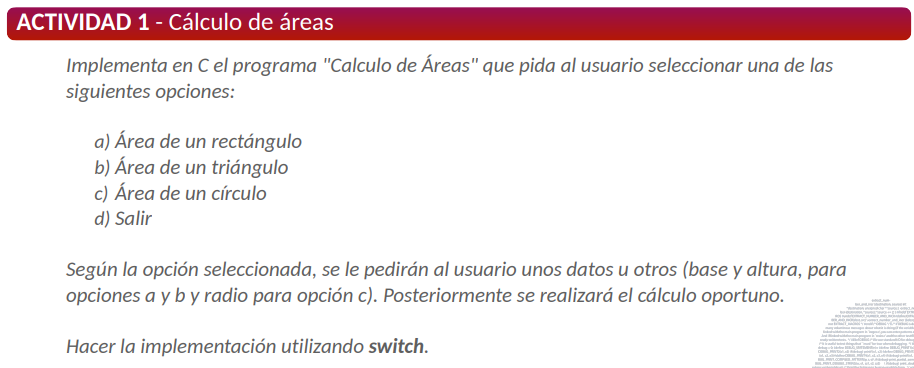 ACTIVIDAD 1 - Cálculo de áreas
Implementa en C el programa "Calculo de Áreas" que pida al usuario seleccionar una de las
siguientes opciones:
a) Área de un rectángulo
b) Área de un triángulo
c) Área de un círculo
d) Salir
Según la opción seleccionada, se le pedirán al usuario unos datos u otros (base y altura, para
opciones a y b y radio para opción c). Posteriormente se realizará el cálculo oportuno.
Hacer la implementación utilizando switch.